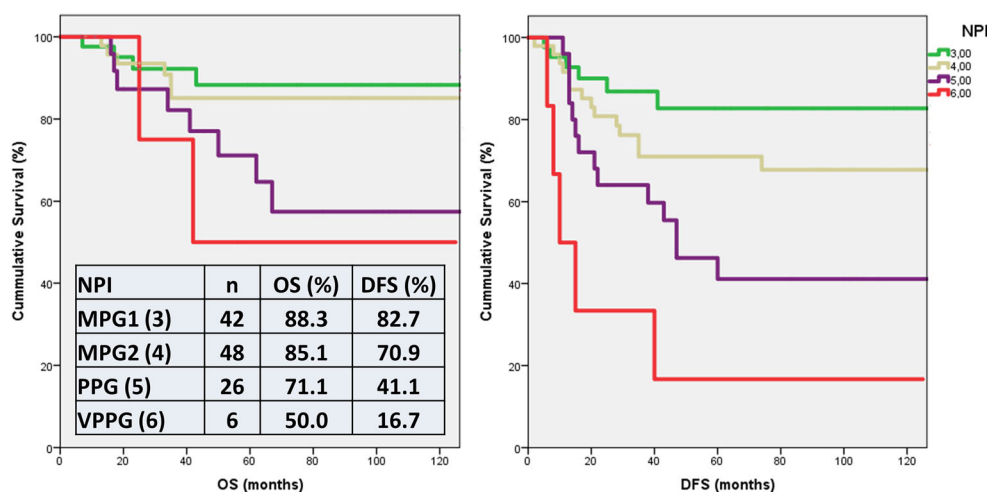 Cummulative Survival (%)
100
80
60
40
20
0
0 20 40 60 80 100 120
OS (months)
NPI n OS (%) DFS (%)
MPG1 (3) 42 88.3 82.7
MPG2 (4) 48 85.1 70.9
PPG (5) 26 71.1 41.1
VPPG (6) 6 50.0 16.7
Cummulative Survival (%)
100
80
60
40
20
0
0 20 40 60 80 100 120
DFS (months)
NPI
3,00
4,00
5,00
6,00